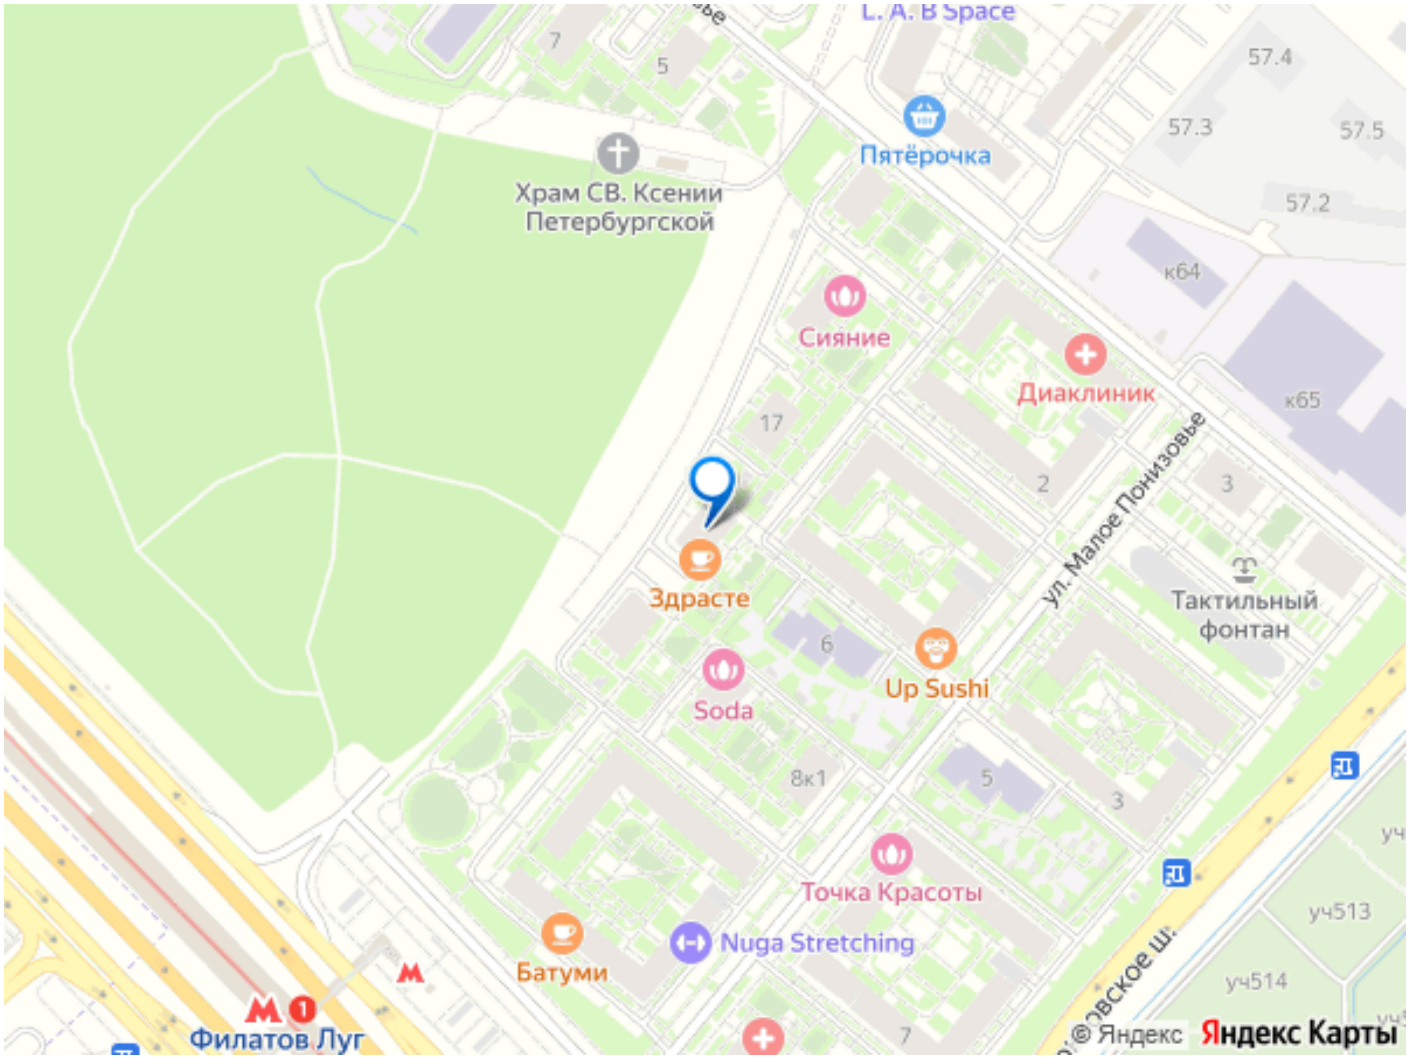 L. A. B Space
7
5
57.4
57.3
57.5
Пятёрочка
Храм СВ. Ксении
Петербургской
57.2
к64
Сияние
Диаклиник
к65
17
2
3
ул. Малое Понизовье
Здрасте
Тактильный
фонтан
6
Up Sushi
Soda
8к1
5
3
Точка Красоты
уч513
Nuga Stretching
Батуми
уч514
М
М 1
Филатов Луг
7
© Яндекс Яндекс Карты